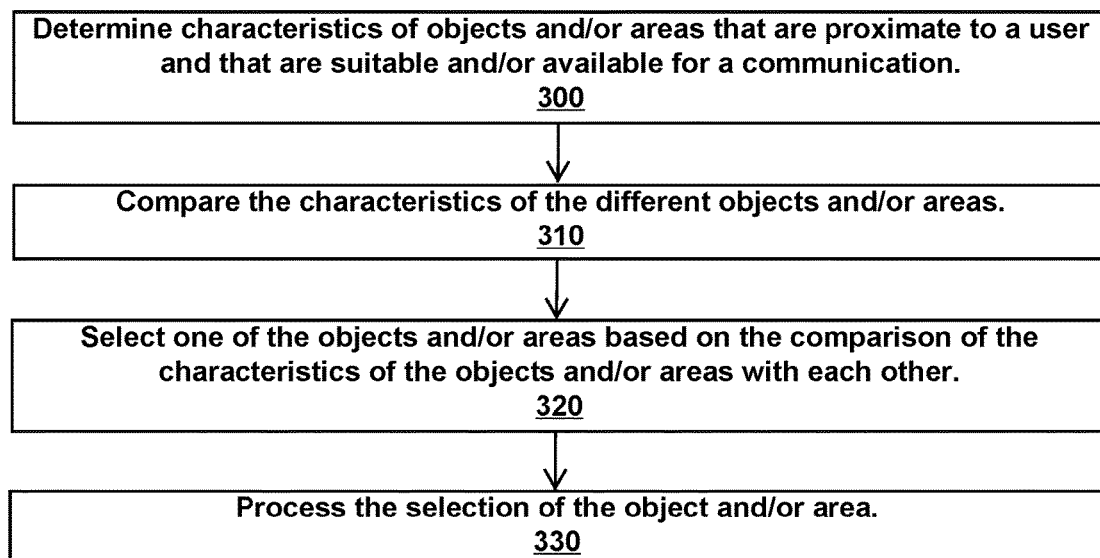 Determine characteristics of objects and/or areas that are proximate to a user
and that are suitable and/or available for a communication.
300
Compare the characteristics of the different objects and/or areas.
310
Select one of the objects and/or areas based on the comparison of the
characteristics of the objects and/or areas with each other.
320
Process the selection of the object and/or area.
330